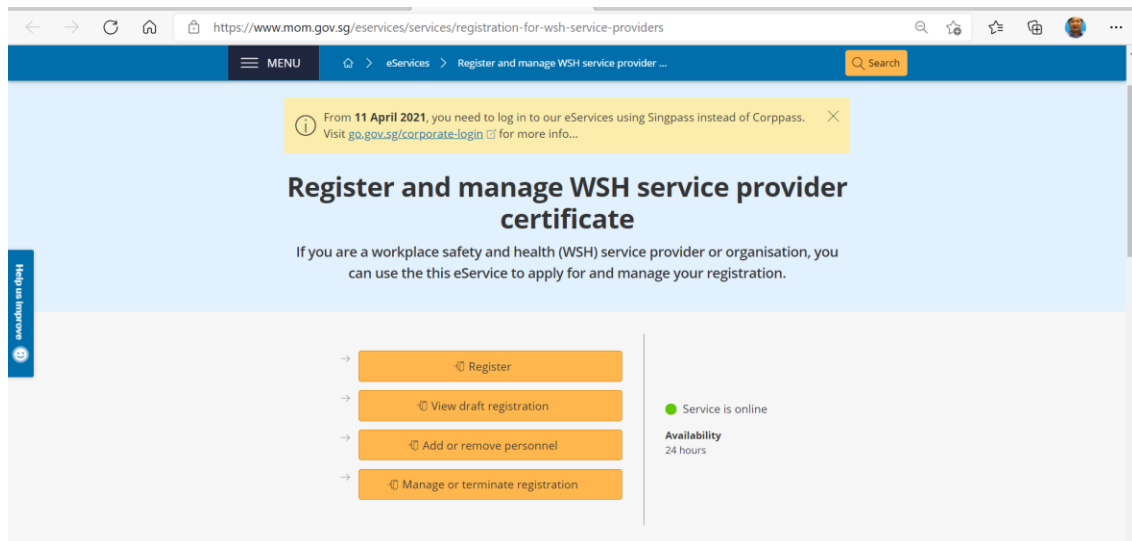 https://www.mom.gov.sg/eservices/services/registration-for-wsh-service-providers
MENU
eServices > Register and manage WSH service provider ...
Search
From 11 April 2021, you need to log in to our eServices using Singpass instead of Corppass.
Visit go.gov.sg/corporate-login for more info...
Register and manage WSH service provider
certificate
If you are a workplace safety and health (WSH) service provider or organisation, you
can use the this eService to apply for and manage your registration.
Help us improve
Register
View draft registration
Add or remove personnel
Manage or terminate registration
Service is online
Availability
24 hours